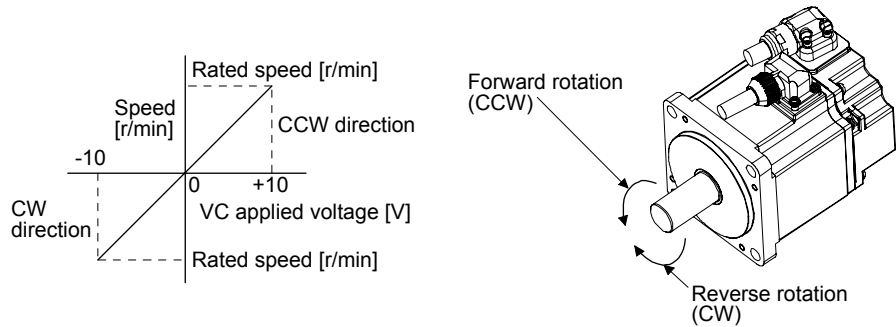 Rated speed [r/min]
Speed
[r/min]
CCW direction
-10
0
+10
CW
direction
VC applied voltage [V]
Rated speed [r/min]
Forward rotation
(CCW)
Reverse rotation
(CW)